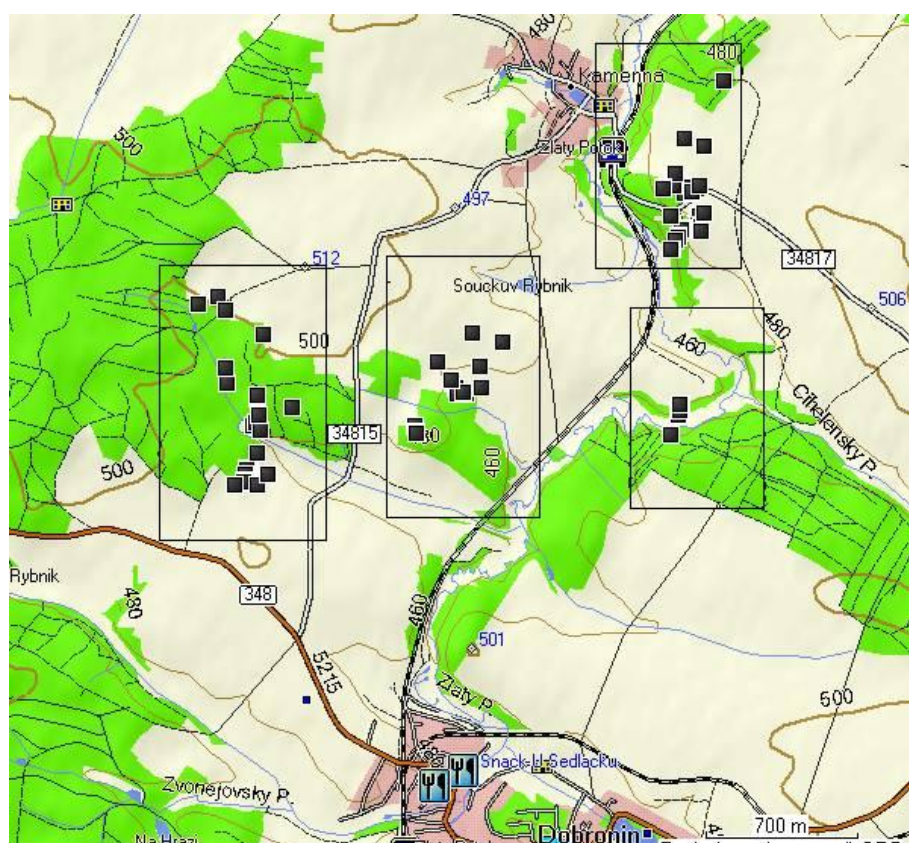 480
480
Kamenna
500
Zlaty Potok
497
512
34817
Souckuv Rybnik
506
480
500
460
Cihelensky P.
34815
460
500
Rybnik
480
348
460
501
5215
Zlaty P.
500
Snack-U Sedlacku
Zvonejovsky P.
700 m
Na Hrazi
Dobronin